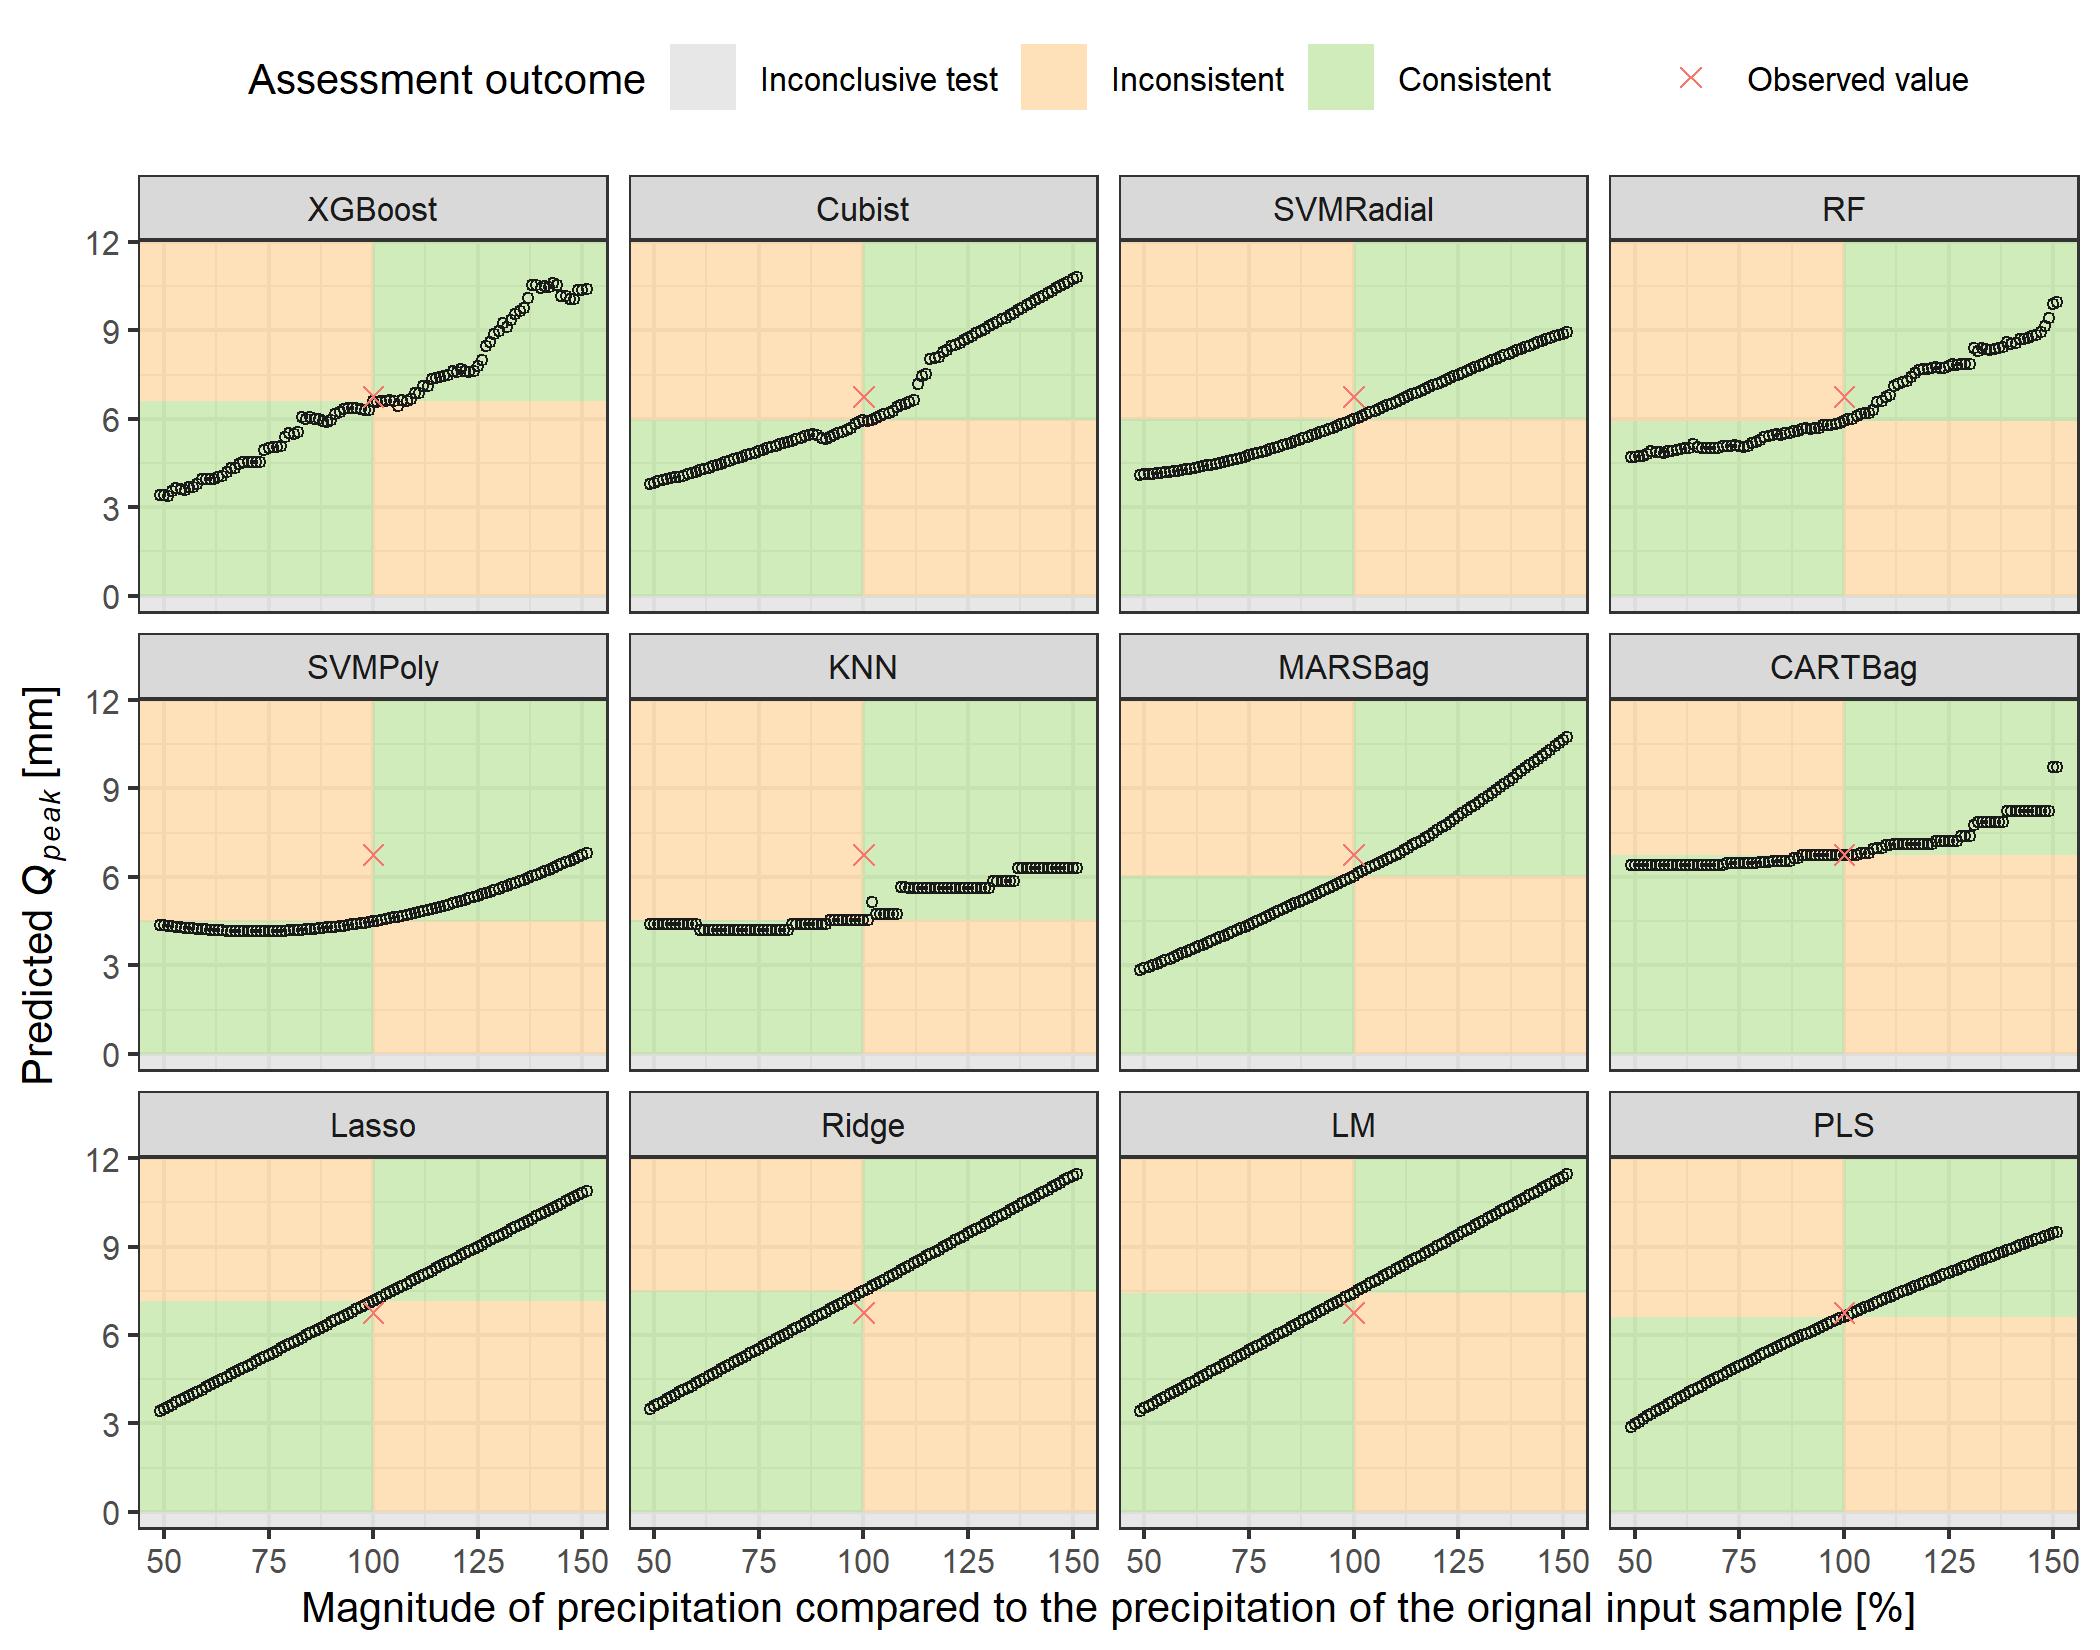 Assessment outcome Inconclusive test Inconsistent Consistent Observed value
XGBoost Cubist SVMRadial RF
12
9
6
3
0
SVMPoly KNN MARSBag CARTBag
12
9
6
3
0
Lasso Ridge LM PLS
12
9
6
3
0
Predicted Qpeak [mm]
50 75 100 125 150 50 75 100 125 150 50 75 100 125 150 50 75 100 125 150
Magnitude of precipitation compared to the precipitation of the orignal input sample [%]